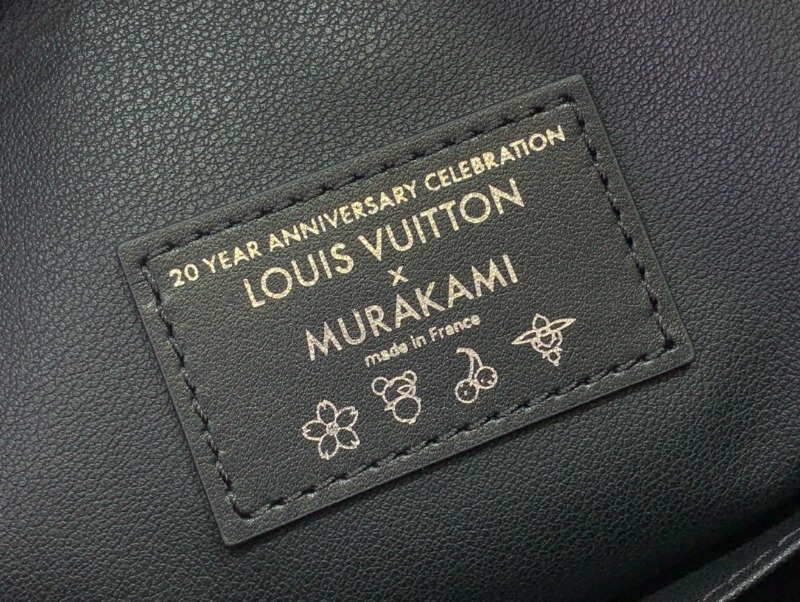 20 YEAR ANNIVERSARY CELEBRATION
LOUIS VUITTON
x
MURAKAMI
made in France